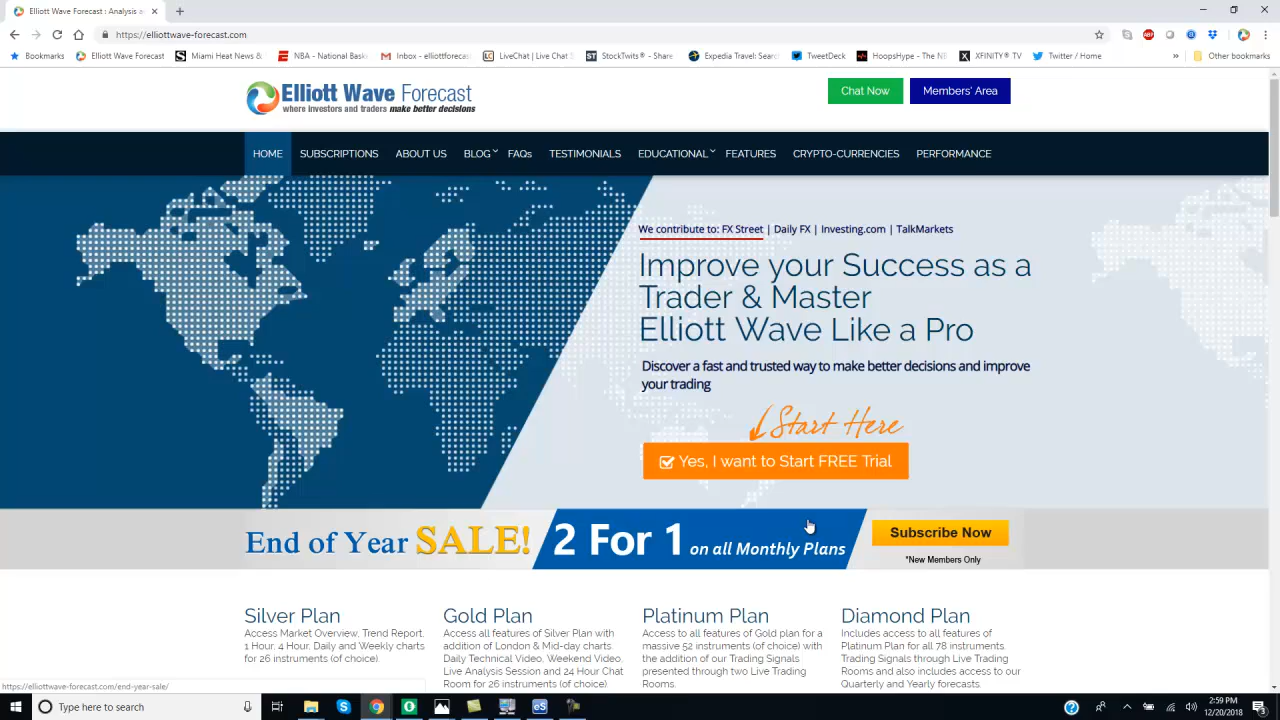 Elliott Wave Forecast : Analysis a
https://elliottwave-forecast.com
Bookmarks
Elliott Wave Forecast
Miami Heat News &
NBA - National Baske
Inbox - elliottforecas
LiveChat | Live Chat S
StockTwits® - Share
Expedia Travel: Searc
TweetDeck
HoopsHype - The NB
XFINITY® TV
Twitter / Home
»
Other bookmarks
Elliott Wave Forecast
where investors and traders make better decisions
Chat Now
Members' Area
HOME
SUBSCRIPTIONS
ABOUT US
BLOG
FAQs
TESTIMONIALS
EDUCATIONAL
FEATURES
CRYPTO-CURRENCIES
PERFORMANCE
We contribute to: FX Street | Daily FX | Investing.com | TalkMarkets
Improve your Success as a
Trader & Master
Elliott Wave Like a Pro
Discover a fast and trusted way to make better decisions and improve
your trading
Start Here
Yes, I want to Start FREE Trial
End of Year SALE!
2 For 1 on all Monthly Plans
Subscribe Now
*New Members Only
Silver Plan
Access Market Overview, Trend Report,
1 Hour, 4 Hour, Daily and Weekly charts
for 26 instruments (of choice).
Gold Plan
Access all features of Silver Plan with
addition of London & Mid-day charts.
Daily Technical Video, Weekend Video,
Live Analysis Session and 24 Hour Chat
Room for 26 instruments (of choice)
Platinum Plan
Access to all features of Gold plan for a
massive 52 instruments (of choice) with
the addition of our Trading Signals
presented through two Live Trading
Rooms.
Diamond Plan
Includes access to all features of
Platinum Plan for all 78 instruments.
Trading Signals through Live Trading
Rooms and also includes access to our
Quarterly and Yearly forecasts.
https://elliottwave-forecast.com/end-year-sale/
Type here to search
2:59 PM
12/20/2018